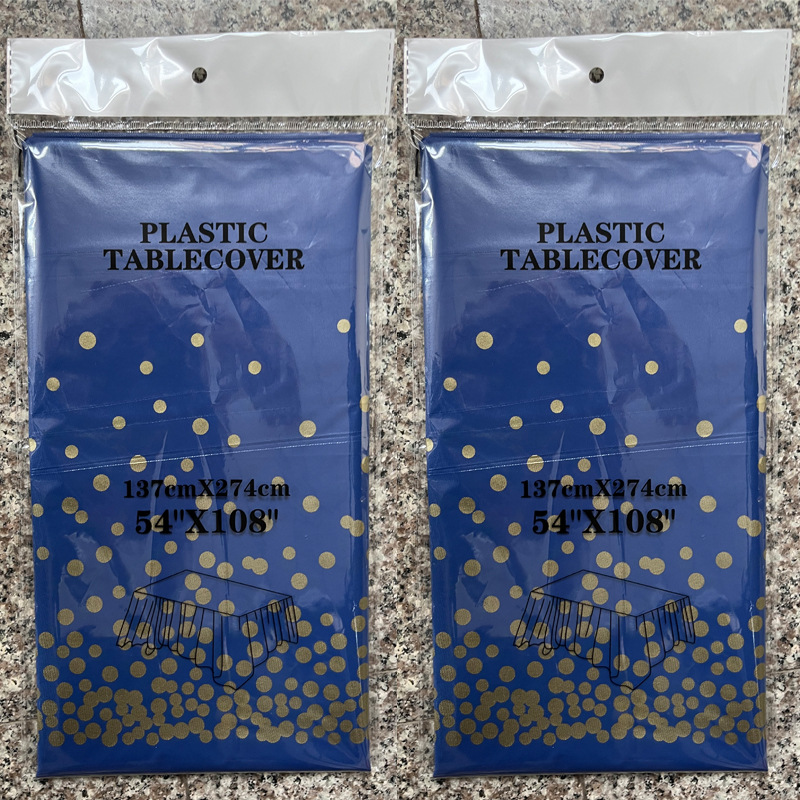 PLASTIC
TABLECOVER
137cmX274cm
54"X108"
PLASTIC
TABLECOVER
137cmX274cm
54"X108"